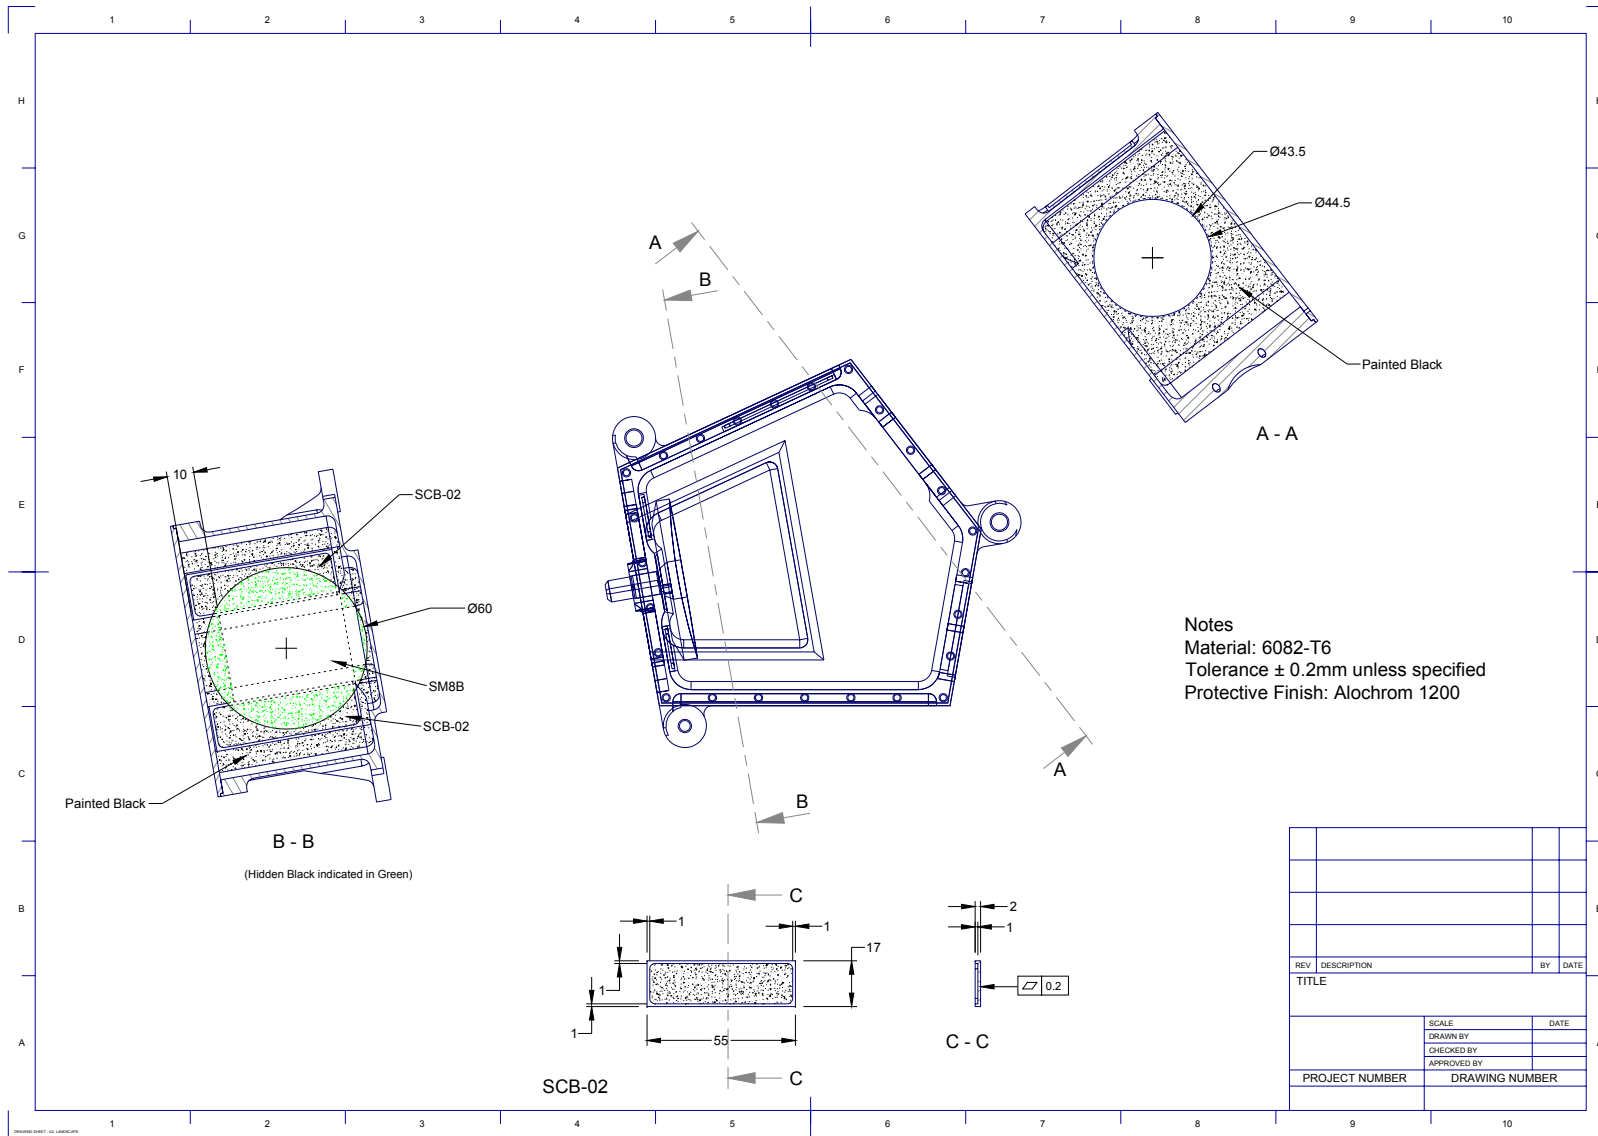 1 2 3 4 5 6 7 8 9 10
H
G
F
E
D
C
B
A
Ø43.5
Ø44.5
Painted Black
A - A
A
B
A
B
10
SCB-02
Ø60
SM8B
SCB-02
Painted Black
B - B
(Hidden Black indicated in Green)
Notes
Material: 6082-T6
Tolerance ± 0.2mm unless specified
Protective Finish: Alochrom 1200
C
1
1
17
1
1
55
C
SCB-02
2
1
0.2
C - C
REV DESCRIPTION BY DATE
TITLE
SCALE DATE
DRAWN BY
CHECKED BY
APPROVED BY
PROJECT NUMBER DRAWING NUMBER
1 2 3 4 5 6 7 8 9 10
DRAWING SHEET - A2, LANDSCAPE